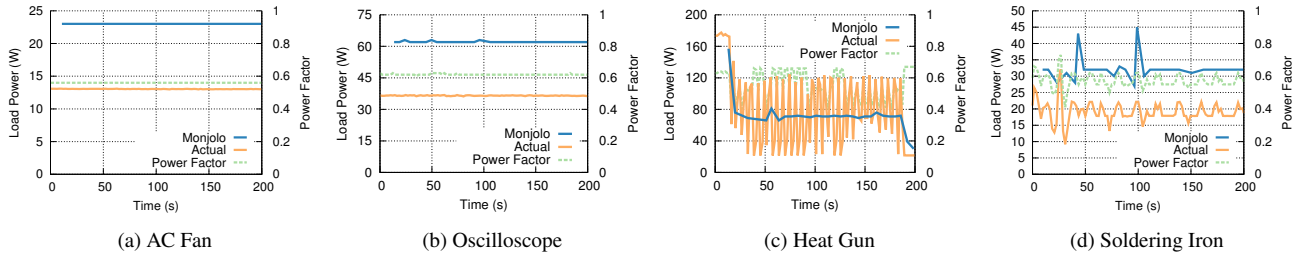 25
20
15
10
5
0
0 50 100 150 200
1
0.8
0.6
0.4
0.2
0
Load Power (W)
Power Factor
Time (s)
Monjolo
Actual
Power Factor
(a) AC Fan
75
60
45
30
15
0
0 50 100 150 200
1
0.8
0.6
0.4
0.2
0
Load Power (W)
Power Factor
Time (s)
Monjolo
Actual
Power Factor
(b) Oscilloscope
200
160
120
80
40
0
0 50 100 150 200
1
0.8
0.6
0.4
0.2
0
Load Power (W)
Power Factor
Time (s)
Monjolo
Actual
Power Factor
(c) Heat Gun
50
45
40
35
30
25
20
15
10
5
0
0 50 100 150 200
1
0.8
0.6
0.4
0.2
0
Load Power (W)
Power Factor
Time (s)
Monjolo
Actual
Power Factor
(d) Soldering Iron